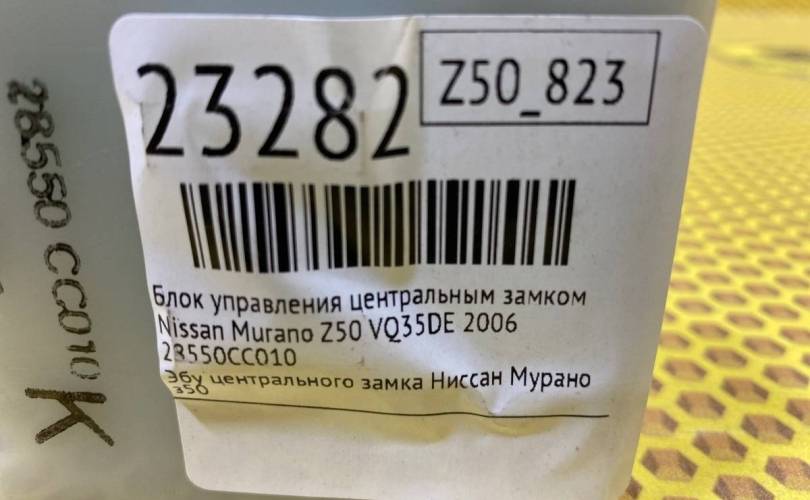 23282
Z50_823
Блок управления центральным замком
Nissan Murano Z50 VQ35DE 2006
28550CC010
Эбу центрального замка Ниссан Мурано
з50
28550 CC010 K